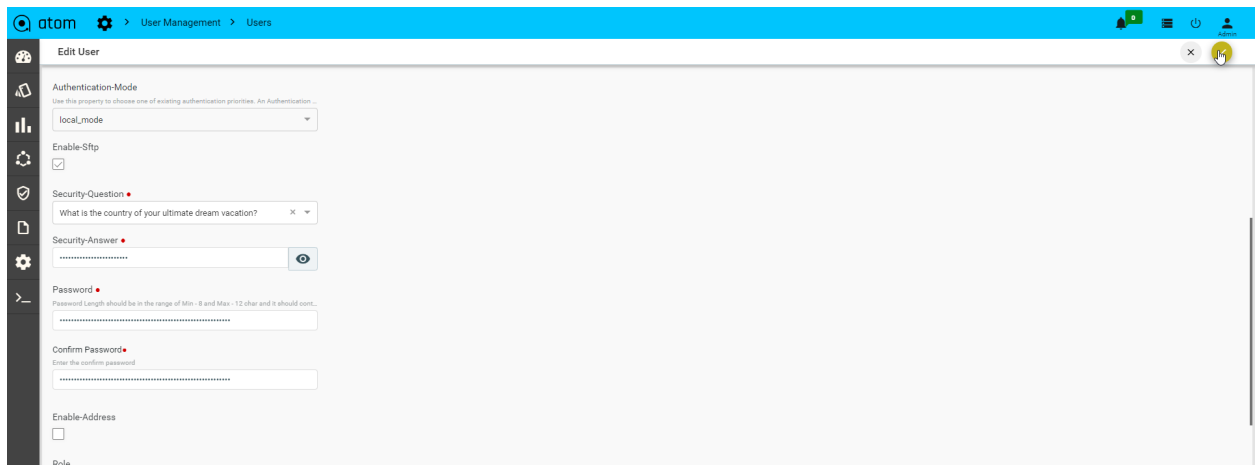 atom > User Management > Users
0
Admin
Edit User
Authentication-Mode
Use this property to choose one of existing authentication priorities. An Authentication ...
local_mode
Enable-Sftp
Security-Question
What is the country of your ultimate dream vacation?
Security-Answer
Password
Password Length should be in the range of Min - 8 and Max - 12 char and it should cont...
Confirm Password
Enter the confirm password
Enable-Address
Role